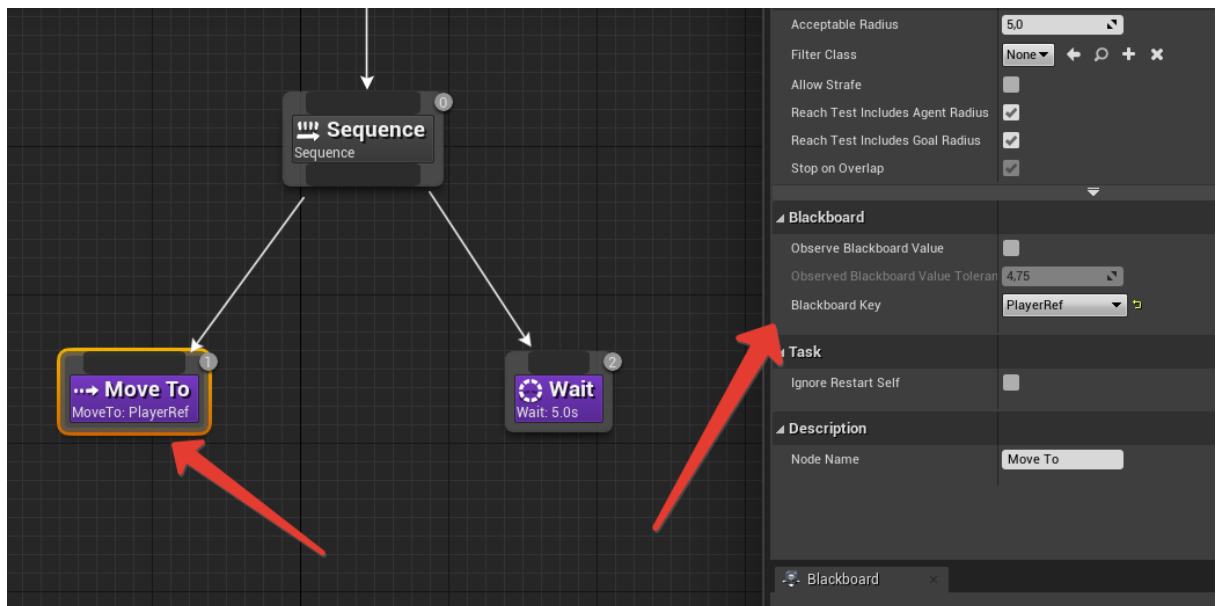 0
Sequence
Sequence
1
Move To
MoveTo: PlayerRef
2
Wait
Wait: 5.0s
Acceptable Radius 5,0
Filter Class None
Allow Strafe
Reach Test Includes Agent Radius
Reach Test Includes Goal Radius
Stop on Overlap
Blackboard
Observe Blackboard Value
Observed Blackboard Value Toleran 4,75
Blackboard Key PlayerRef
Task
Ignore Restart Self
Description
Node Name Move To
Blackboard